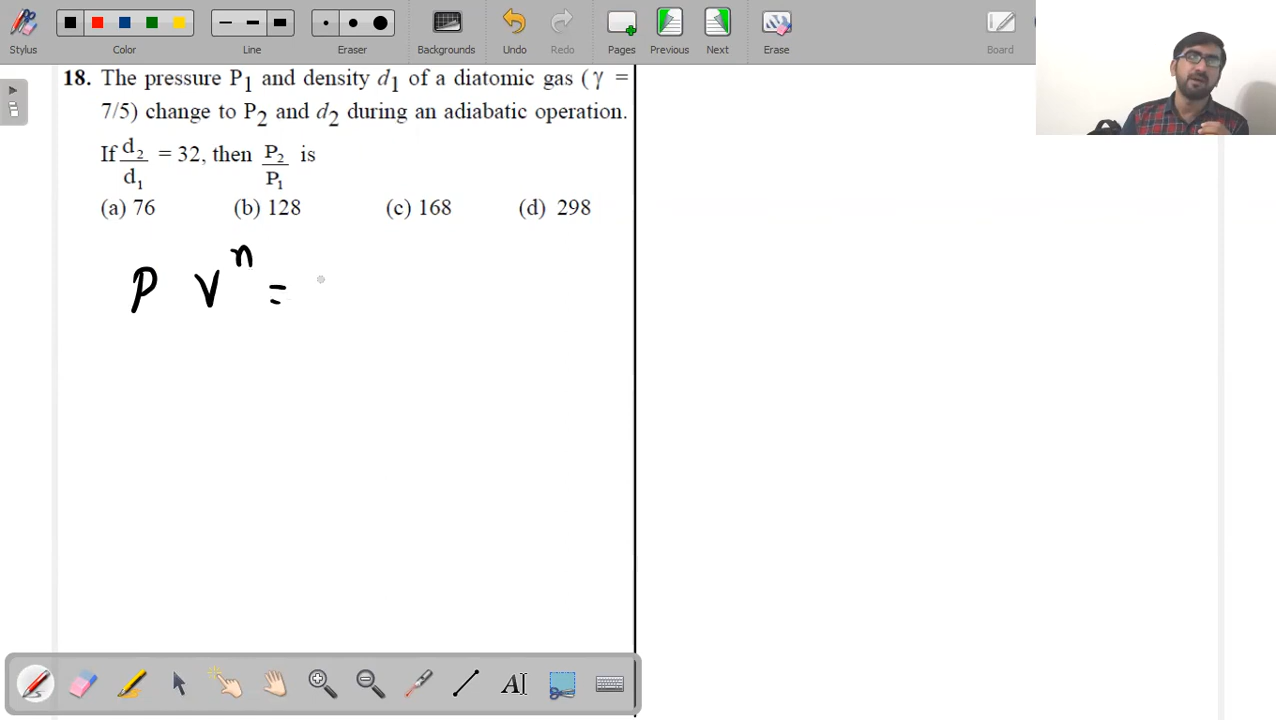 Stylus Color Line Eraser Backgrounds Undo Redo Pages Previous Next Erase Board
18. The pressure P1 and density d1 of a diatomic gas (γ =
7/5) change to P2 and d2 during an adiabatic operation.
If d2/d1 = 32, then P2/P1 is
(a) 76 (b) 128 (c) 168 (d) 298
P V^n =